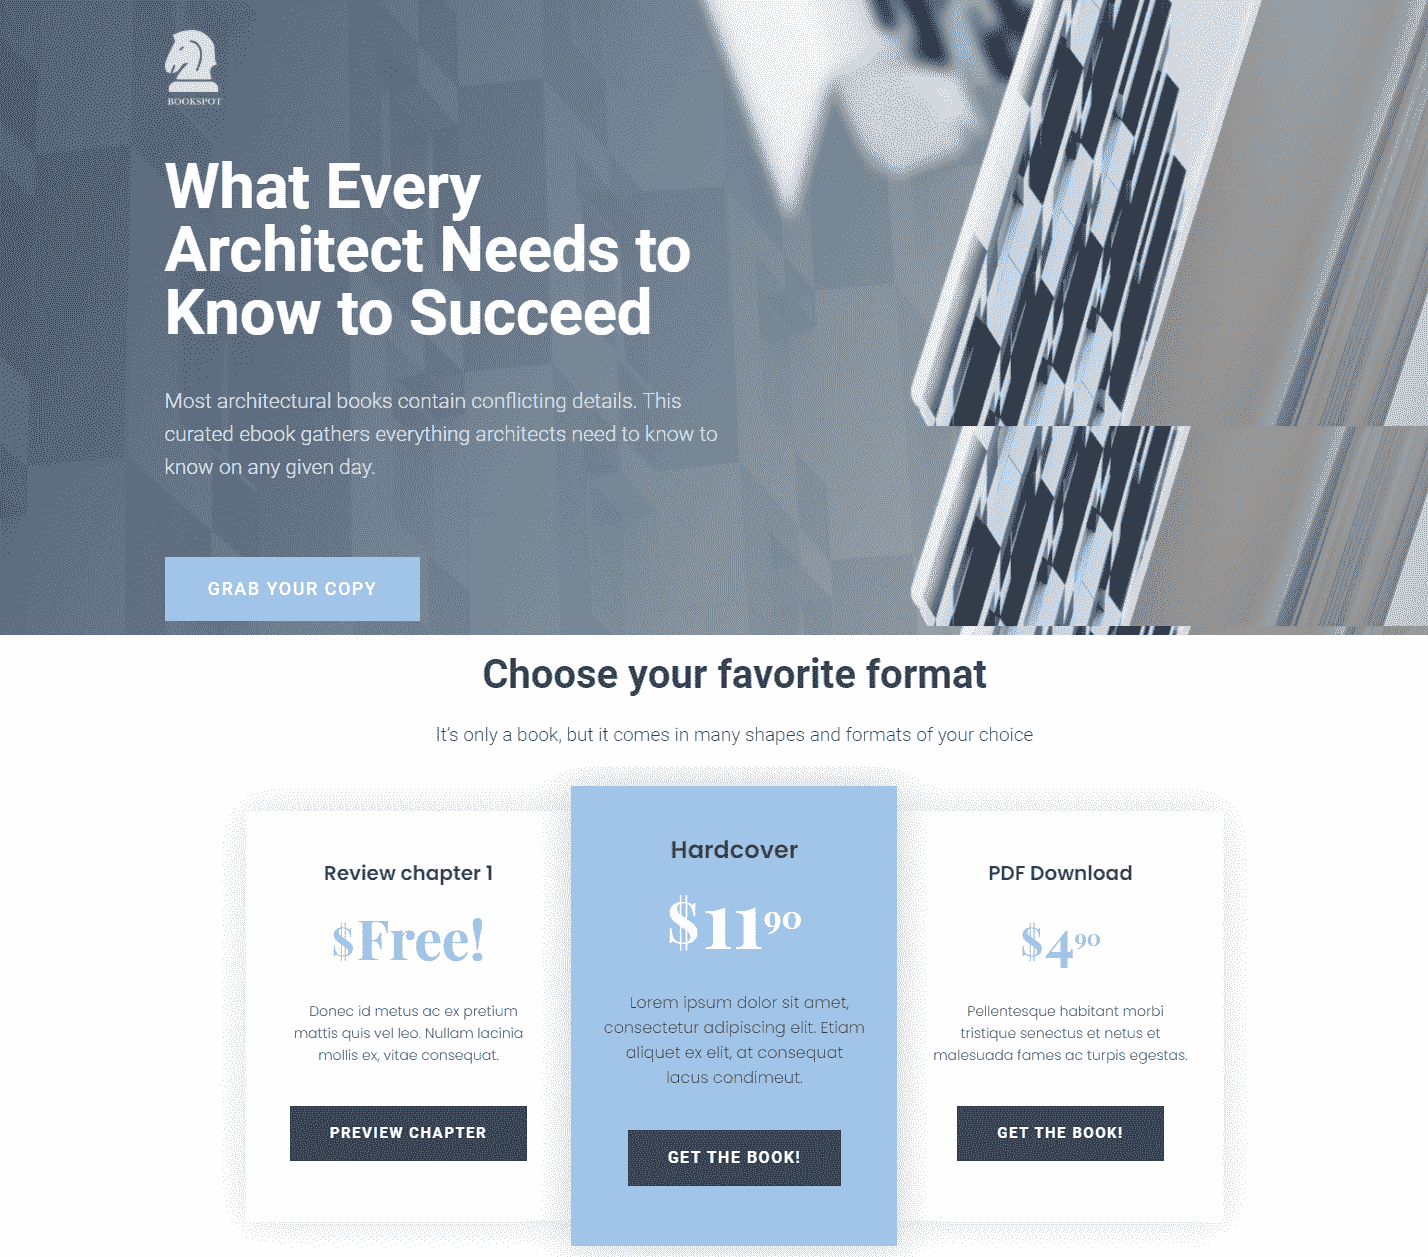 BOOKSPOT
What Every
Architect Needs to
Know to Succeed
Most architectural books contain conflicting details. This
curated ebook gathers everything architects need to know to
know on any given day.
GRAB YOUR COPY
Choose your favorite format
It's only a book, but it comes in many shapes and formats of your choice
Review chapter 1
$Free!
Donec id metus ac ex pretium
mattis quis vel leo. Nullam lacinia
mollis ex, vitae consequat.
PREVIEW CHAPTER
Hardcover
$1190
Lorem ipsum dolor sit amet,
consectetur adipiscing elit. Etiam
aliquet ex elit, at consequat
lacus condimeut.
GET THE BOOK!
PDF Download
$490
Pellentesque habitant morbi
tristique senectus et netus et
malesuada fames ac turpis egestas.
GET THE BOOK!